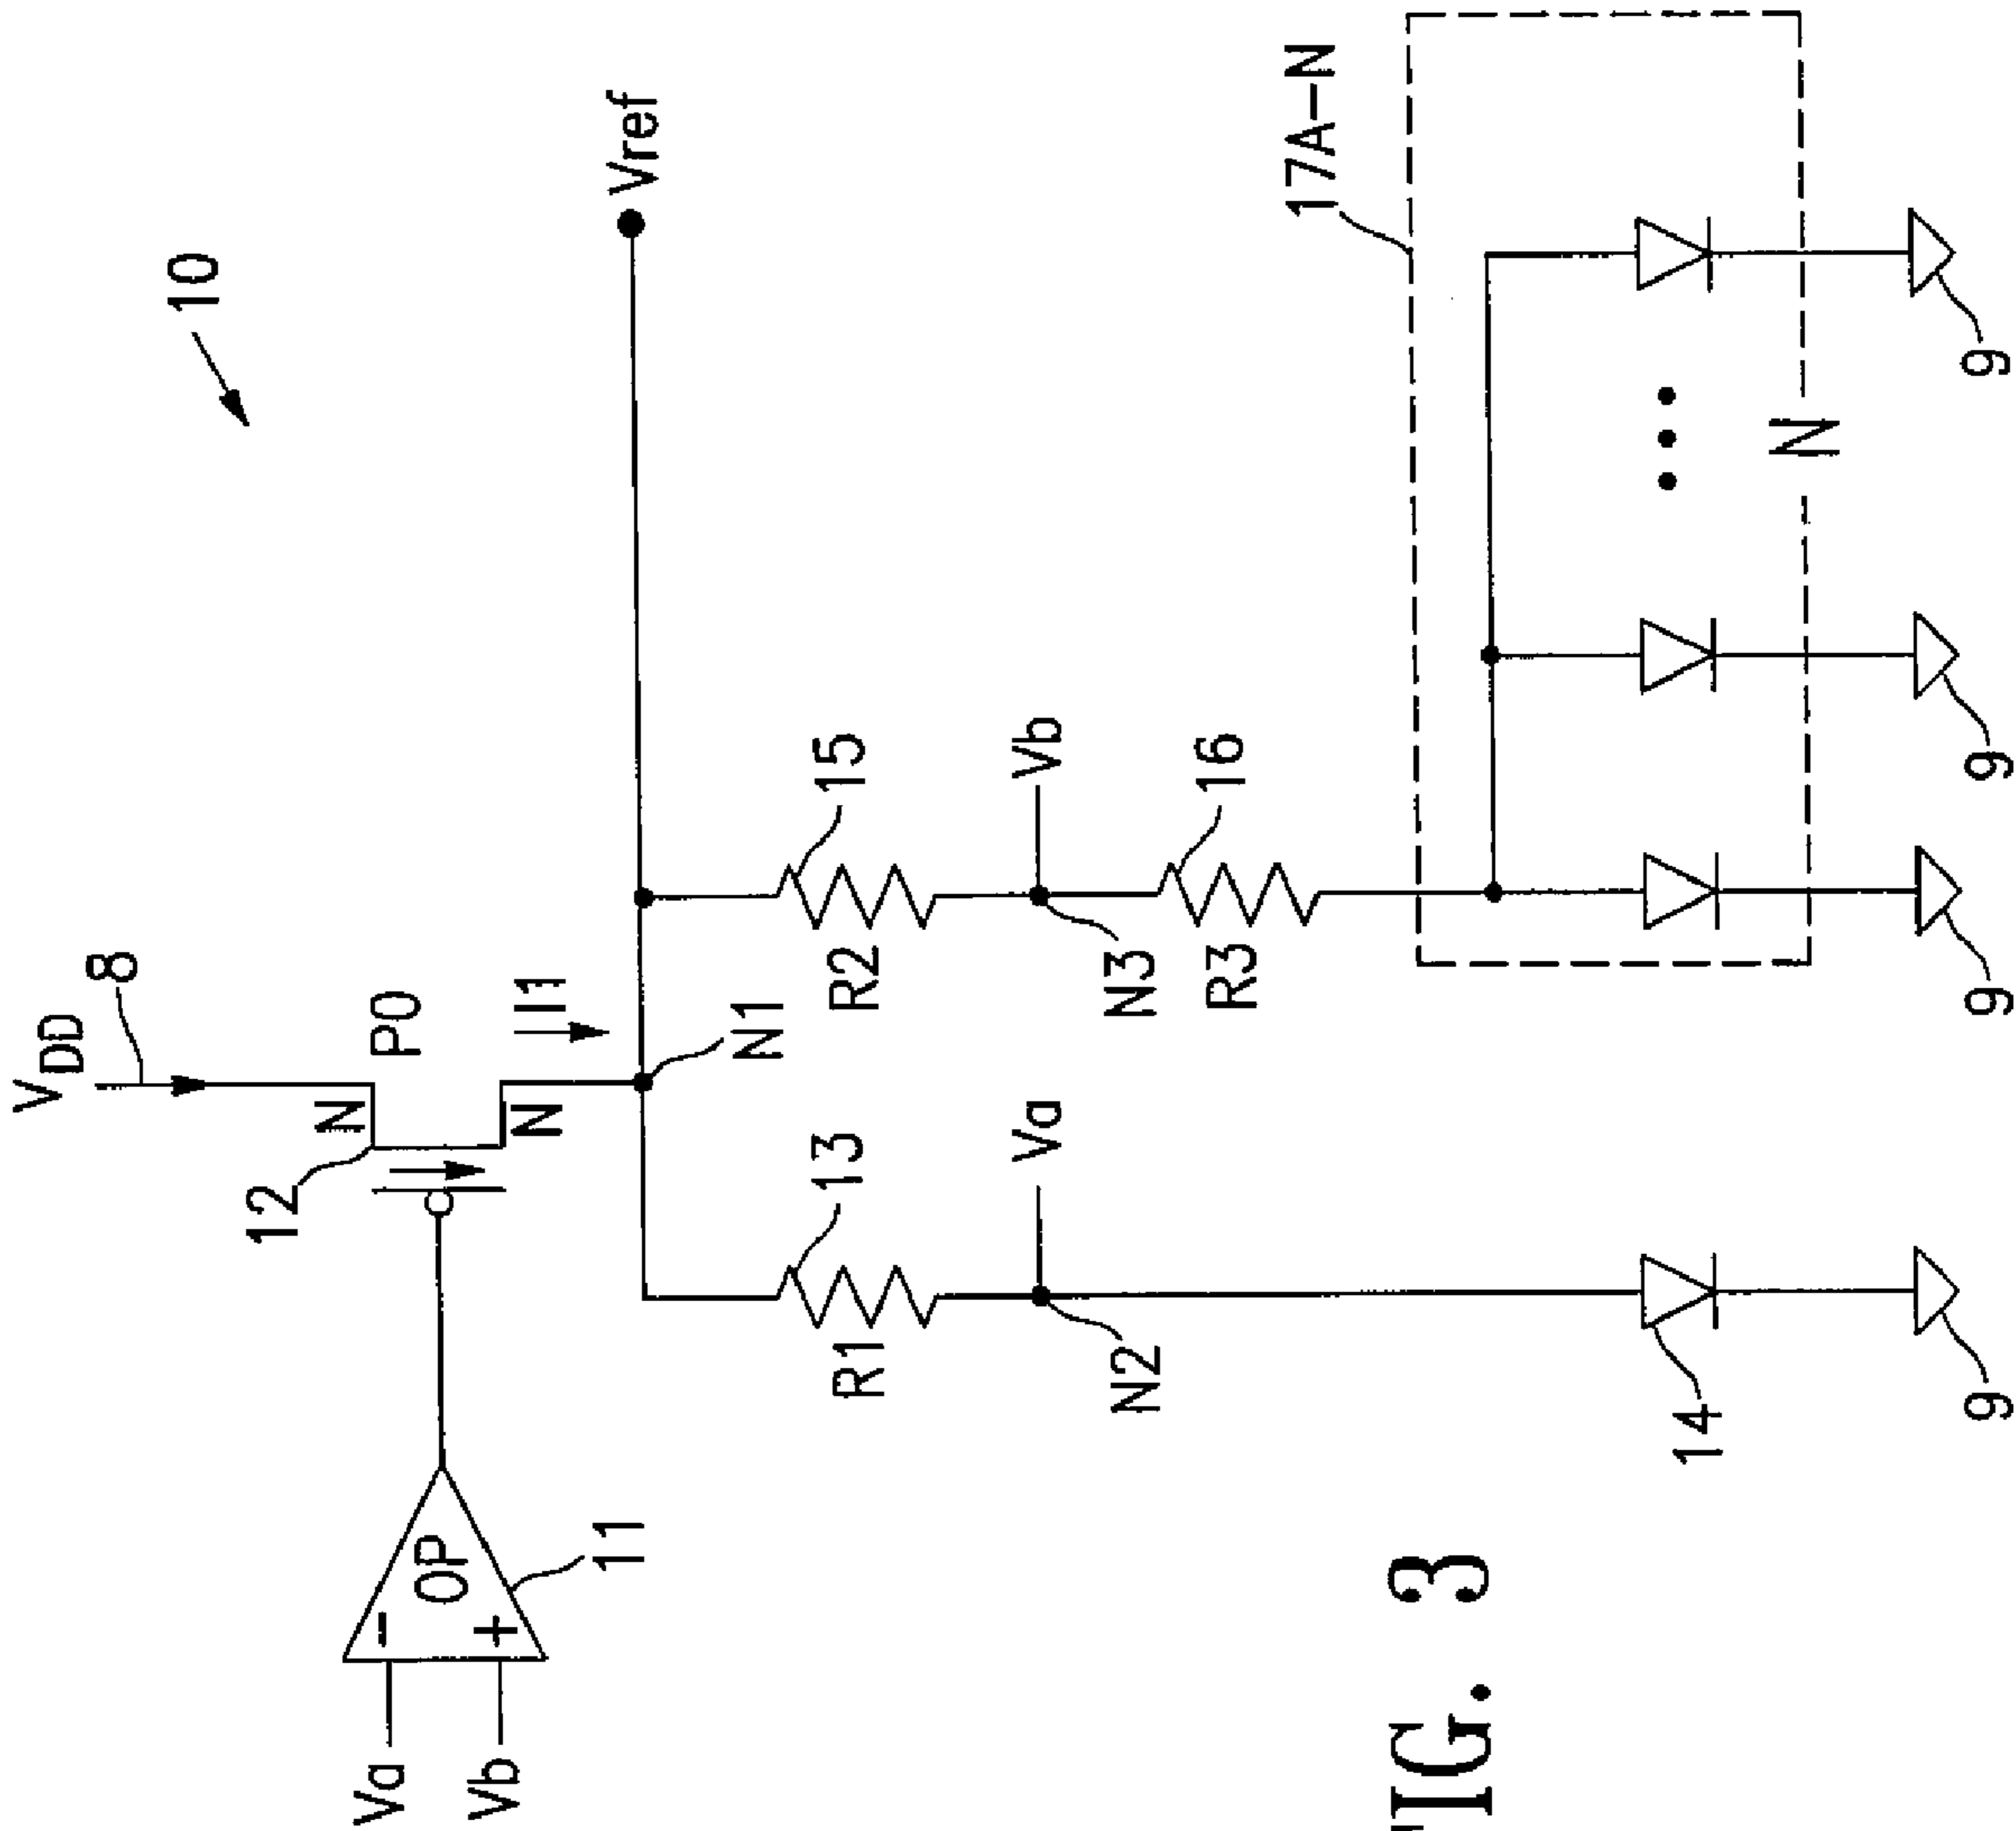 10
VDD
8
12
N
P0
N
I1
Va
Vb
-
+
OP
11
N1
Vref
13
R1
15
R2
Va
N2
Vb
N3
16
R3
17A-N
14
N
9
9
9
9
FIG. 3